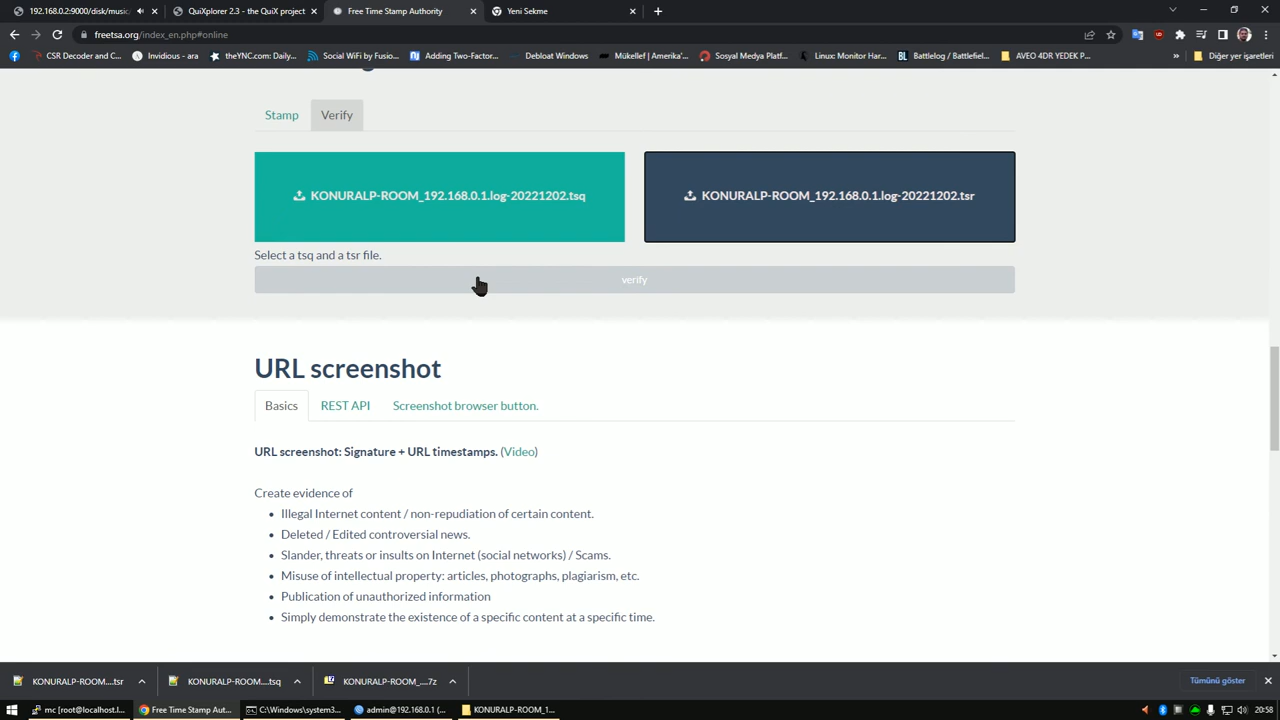 192.168.0.2:9000/disk/music
QuiXplorer 2.3 - the QuiX project
Free Time Stamp Authority
Yeni Sekme
freetsa.org/index_en.php#online
CSR Decoder and C...
Invidious - ara
theYNC.com: Daily...
Social WiFi by Fusio...
Adding Two-Factor...
Debloat Windows
Mükellef / Amerika'...
Sosyal Medya Platf...
Linux: Monitor Har...
Battlelog / Battlefiel...
AVEO 4DR YEDEK P...
»
Diğer yer işaretleri
Stamp
Verify
KONURALP-ROOM_192.168.0.1.log-20221202.tsq
KONURALP-ROOM_192.168.0.1.log-20221202.tsr
Select a tsq and a tsr file.
verify
URL screenshot
Basics
REST API
Screenshot browser button.
URL screenshot: Signature + URL timestamps. (Video)
Create evidence of
• Illegal Internet content / non-repudiation of certain content.
• Deleted / Edited controversial news.
• Slander, threats or insults on Internet (social networks) / Scams.
• Misuse of intellectual property: articles, photographs, plagiarism, etc.
• Publication of unauthorized information
• Simply demonstrate the existence of a specific content at a specific time.
KONURALP-ROOM....tsr
KONURALP-ROOM....tsq
KONURALP-ROOM_....7z
Tümünü göster
mc [root@localhost.l...
Free Time Stamp Aut...
C:\Windows\system3...
admin@192.168.0.1 (...
KONURALP-ROOM_1...
20:58